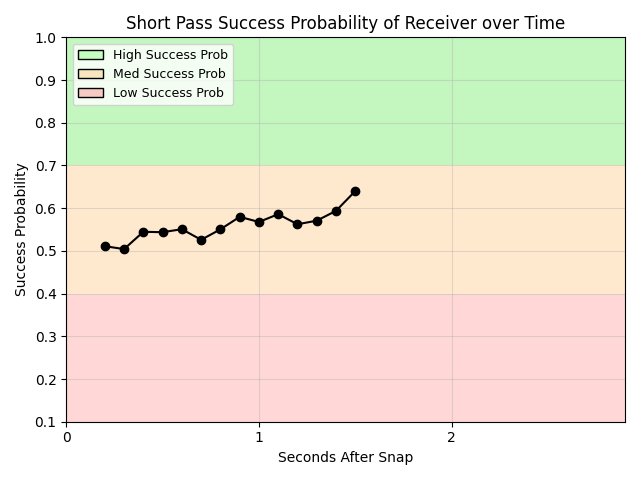 Short Pass Success Probability of Receiver over Time
High Success Prob
Med Success Prob
Low Success Prob
Success Probability
1.0
0.9
0.8
0.7
0.6
0.5
0.4
0.3
0.2
0.1
0 1 2
Seconds After Snap